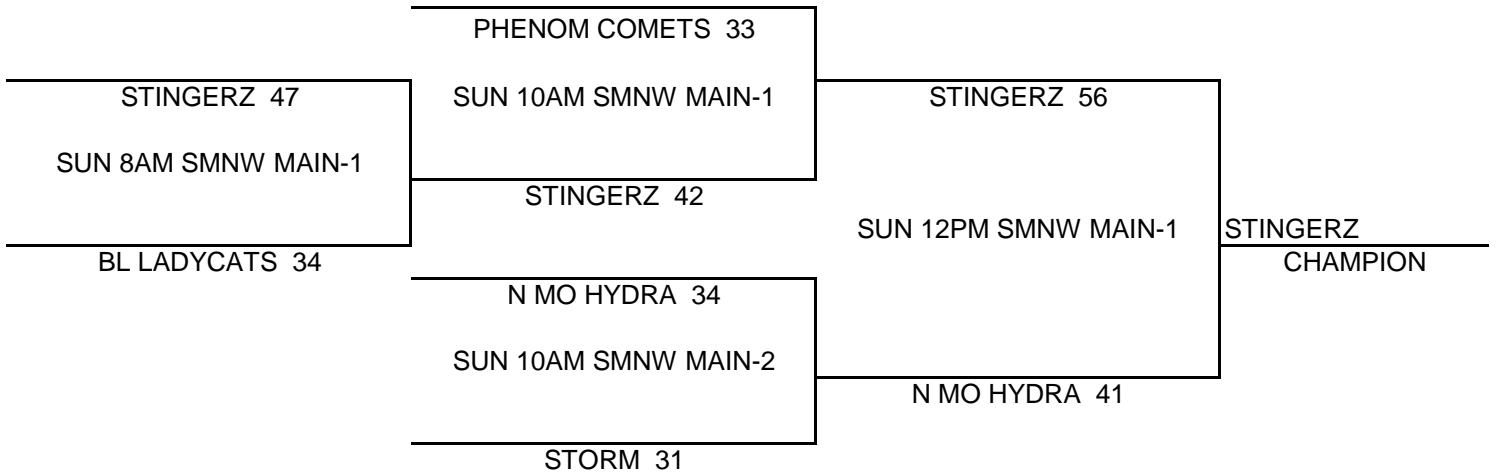 PHENOM COMETS 33
STINGERZ 47
SUN 10AM SMNW MAIN-1
STINGERZ 56
SUN 8AM SMNW MAIN-1
STINGERZ 42
SUN 12PM SMNW MAIN-1
STINGERZ
BL LADYCATS 34
CHAMPION
N MO HYDRA 34
SUN 10AM SMNW MAIN-2
N MO HYDRA 41
STORM 31